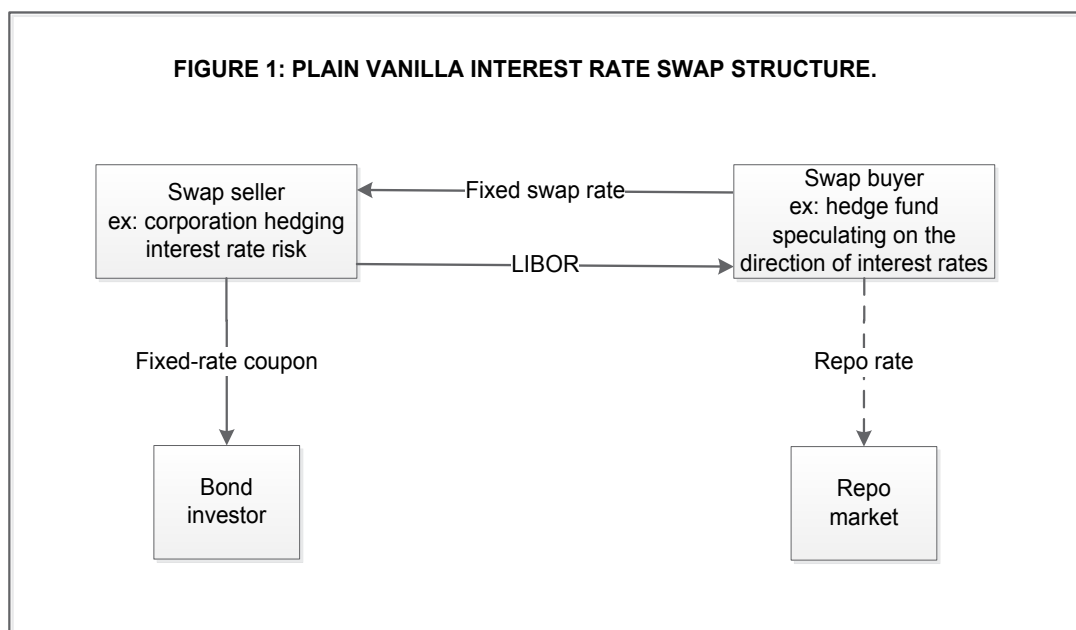 FIGURE 1: PLAIN VANILLA INTEREST RATE SWAP STRUCTURE.
Swap seller
ex: corporation hedging
interest rate risk
Fixed swap rate
LIBOR
Swap buyer
ex: hedge fund
speculating on the
direction of interest rates
Fixed-rate coupon
Repo rate
Bond
investor
Repo
market